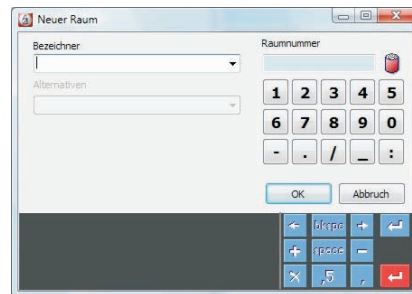 Neuer Raum
Bezeichner
Raumnummer
Alternativen
1 2 3 4 5
6 7 8 9 0
- . / _ :
OK Abbruch
← bkspc →
+ space -
,5 ,